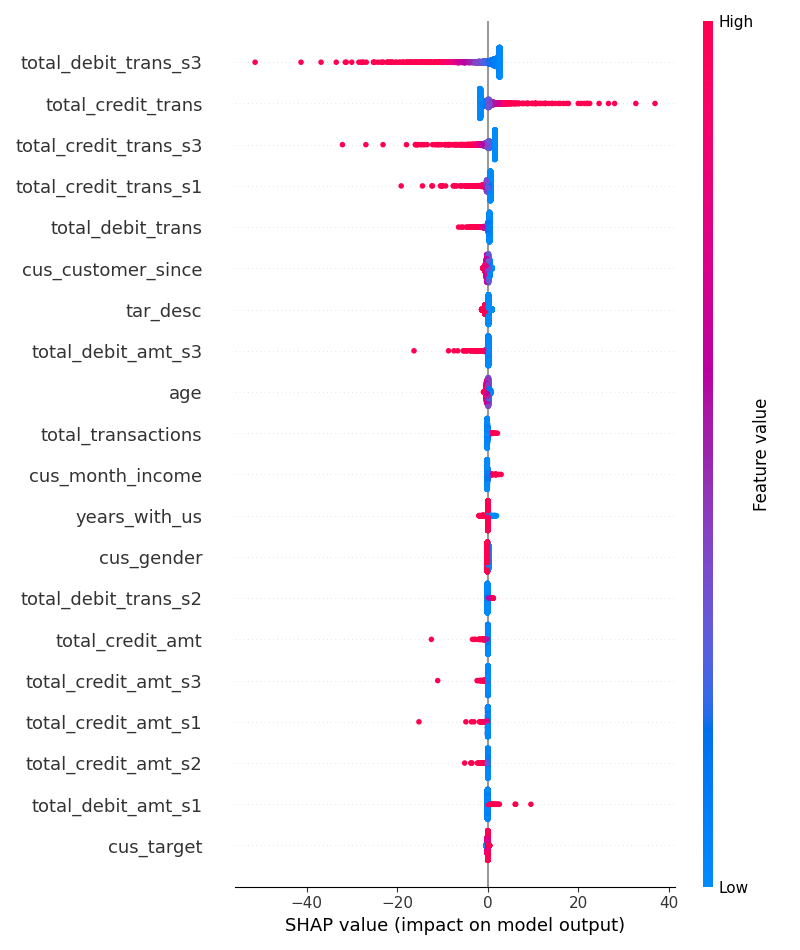 High
total_debit_trans_s3
total_credit_trans
total_credit_trans_s3
total_credit_trans_s1
total_debit_trans
cus_customer_since
tar_desc
total_debit_amt_s3
age
total_transactions
cus_month_income
years_with_us
cus_gender
total_debit_trans_s2
total_credit_amt
total_credit_amt_s3
total_credit_amt_s1
total_credit_amt_s2
total_debit_amt_s1
cus_target
Feature value
Low
−40 −20 0 20 40
SHAP value (impact on model output)